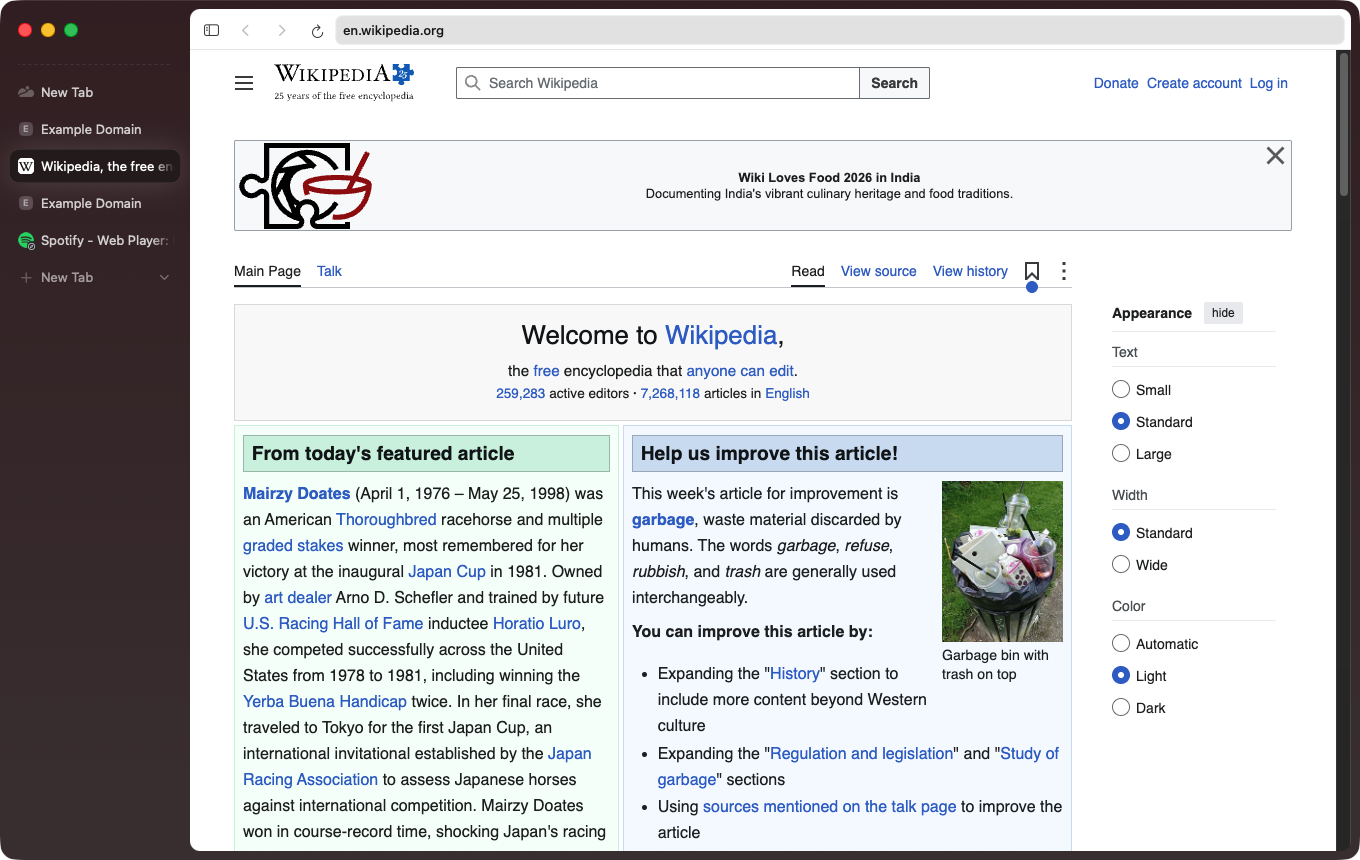 en.wikipedia.org
New Tab
E Example Domain
W Wikipedia, the free en
E Example Domain
Spotify - Web Player:
New Tab
WIKIPEDIA 25
25 years of the free encyclopedia
Search Wikipedia
Search
Donate Create account Log in
Wiki Loves Food 2026 in India
Documenting India's vibrant culinary heritage and food traditions.
Main Page Talk
Read View source View history
Welcome to Wikipedia,
the free encyclopedia that anyone can edit.
259,283 active editors · 7,268,118 articles in English
From today's featured article
Mairzy Doates (April 1, 1976 – May 25, 1998) was
an American Thoroughbred racehorse and multiple
graded stakes winner, most remembered for her
victory at the inaugural Japan Cup in 1981. Owned
by art dealer Arno D. Schefler and trained by future
U.S. Racing Hall of Fame inductee Horatio Luro,
she competed successfully across the United
States from 1978 to 1981, including winning the
Yerba Buena Handicap twice. In her final race, she
traveled to Tokyo for the first Japan Cup, an
international invitational established by the Japan
Racing Association to assess Japanese horses
against international competition. Mairzy Doates
won in course-record time, shocking Japan's racing
Help us improve this article!
This week's article for improvement is
garbage, waste material discarded by
humans. The words garbage, refuse,
rubbish, and trash are generally used
interchangeably.
Garbage bin with
trash on top
You can improve this article by:
• Expanding the "History" section to
include more content beyond Western
culture
• Expanding the "Regulation and legislation" and "Study of
garbage" sections
• Using sources mentioned on the talk page to improve the
article
Appearance hide
Text
Small
Standard
Large
Width
Standard
Wide
Color
Automatic
Light
Dark